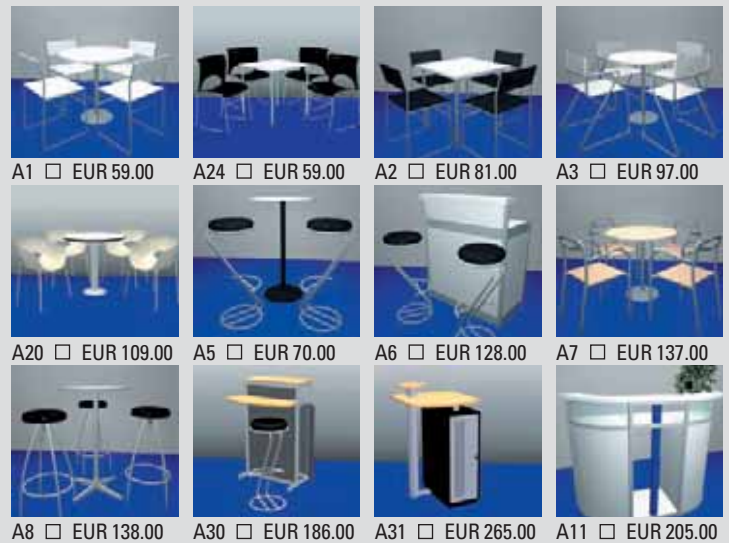 A1 □ EUR 59.00 A24 □ EUR 59.00 A2 □ EUR 81.00 A3 □ EUR 97.00
A20 □ EUR 109.00 A5 □ EUR 70.00 A6 □ EUR 128.00 A7 □ EUR 137.00
A8 □ EUR 138.00 A30 □ EUR 186.00 A31 □ EUR 265.00 A11 □ EUR 205.00